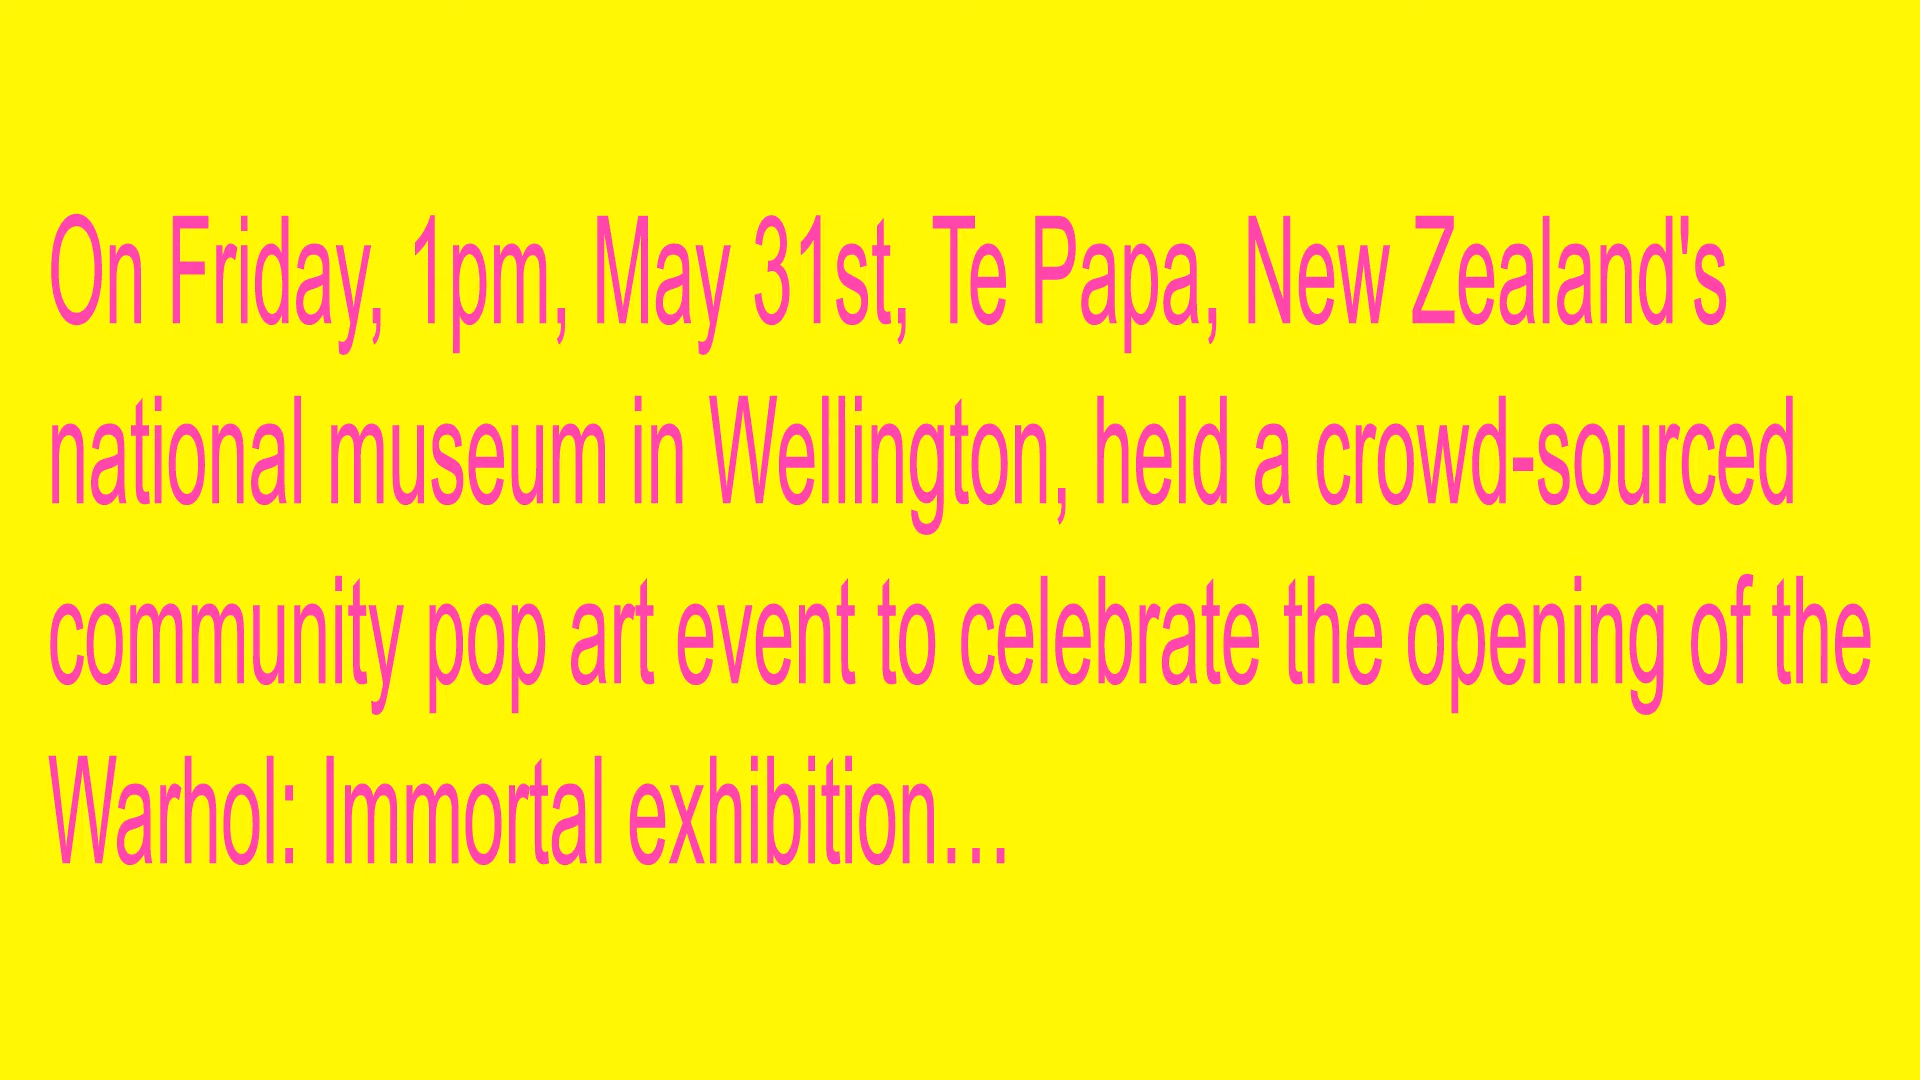 On Friday, 1pm, May 31st, Te Papa, New Zealand's
national museum in Wellington, held a crowd-sourced
community pop art event to celebrate the opening of the
Warhol: Immortal exhibition...